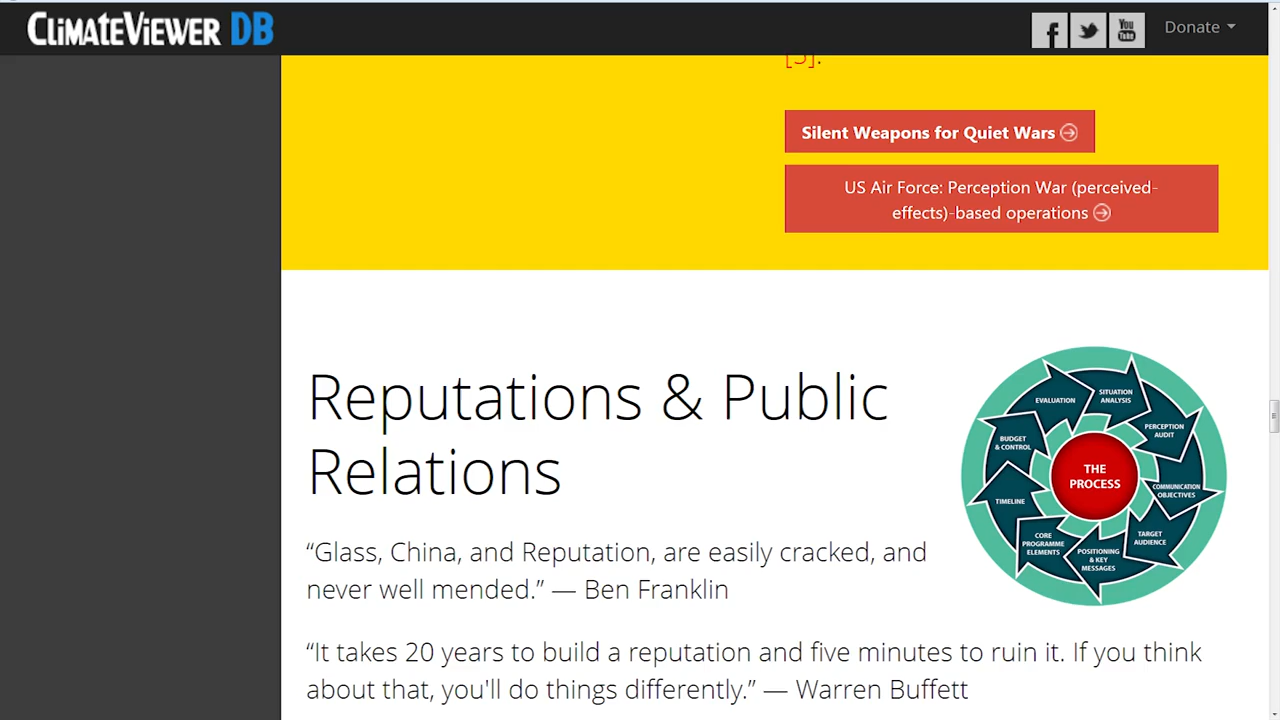 CLIMATEVIEWER DB
Donate
[5].
Silent Weapons for Quiet Wars
US Air Force: Perception War (perceived-
effects)-based operations
Reputations & Public
Relations
“Glass, China, and Reputation, are easily cracked, and
never well mended.” — Ben Franklin
“It takes 20 years to build a reputation and five minutes to ruin it. If you think
about that, you'll do things differently.” — Warren Buffett
THE
PROCESS
SITUATION
ANALYSIS
PERCEPTION
AUDIT
COMMUNICATION
OBJECTIVES
TARGET
AUDIENCE
POSITIONING
& KEY
MESSAGES
CORE
PROGRAMME
ELEMENTS
TIMELINE
BUDGET
& CONTROL
EVALUATION
You
Tube